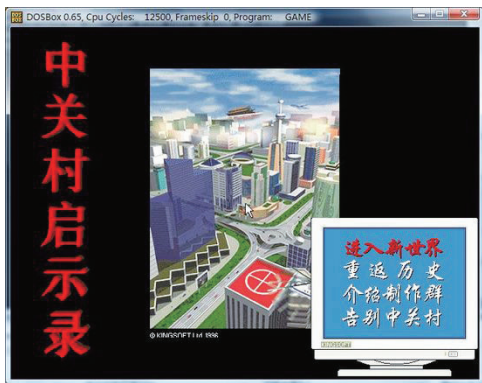 DOSBox 0.65, Cpu Cycles: 12500, Frameskip 0, Program: GAME
中关村启示录
进入新世界
重返历史
介绍制作群
告别中关村
© KINGSOFT Ltd. 1996